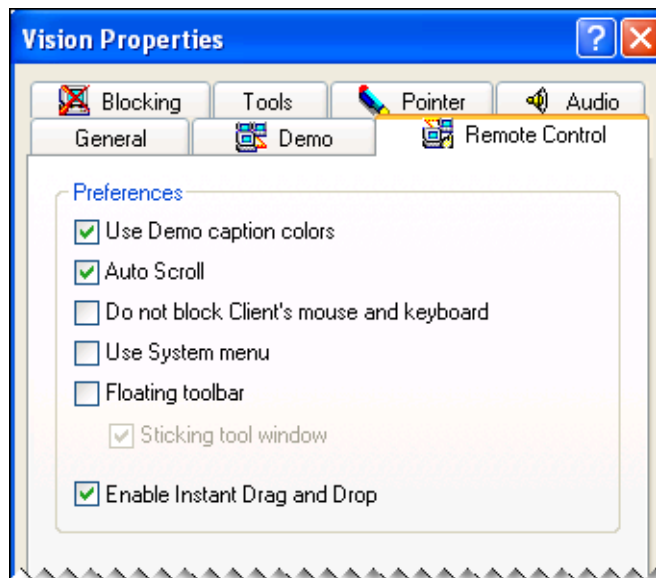 Vision Properties
Blocking Tools Pointer Audio
General Demo Remote Control
Preferences
Use Demo caption colors
Auto Scroll
Do not block Client's mouse and keyboard
Use System menu
Floating toolbar
Sticking tool window
Enable Instant Drag and Drop